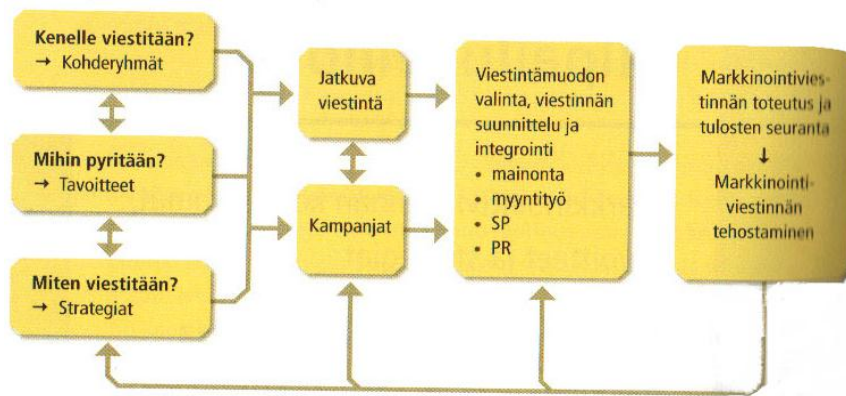 Kenelle viestitään?
→ Kohderyhmät
Mihin pyritään?
→ Tavoitteet
Miten viestitään?
→ Strategiat
Jatkuva
viestintä
Kampanjat
Viestintämuodon
valinta, viestinnän
suunnittelu ja
integrointi
• mainonta
• myyntityö
• SP
• PR
Markkinointivies-
tinnän toteutus ja
tulosten seuranta
↓
Markkinointi-
viestinnän
tehostaminen